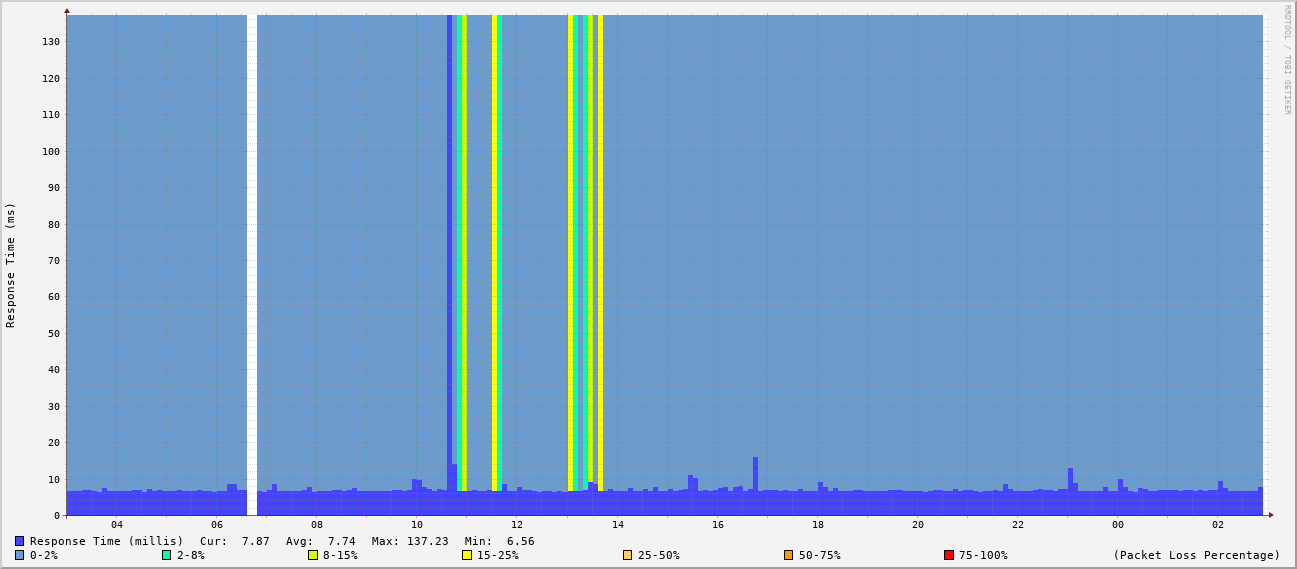 RRDTOOL / TOBI OETIKER
Response Time (ms)
130
120
110
100
90
80
70
60
50
40
30
20
10
0
04 06 08 10 12 14 16 18 20 22 00 02
Response Time (millis) Cur: 7.87 Avg: 7.74 Max: 137.23 Min: 6.56
0-2% 2-8% 8-15% 15-25% 25-50% 50-75% 75-100% (Packet Loss Percentage)